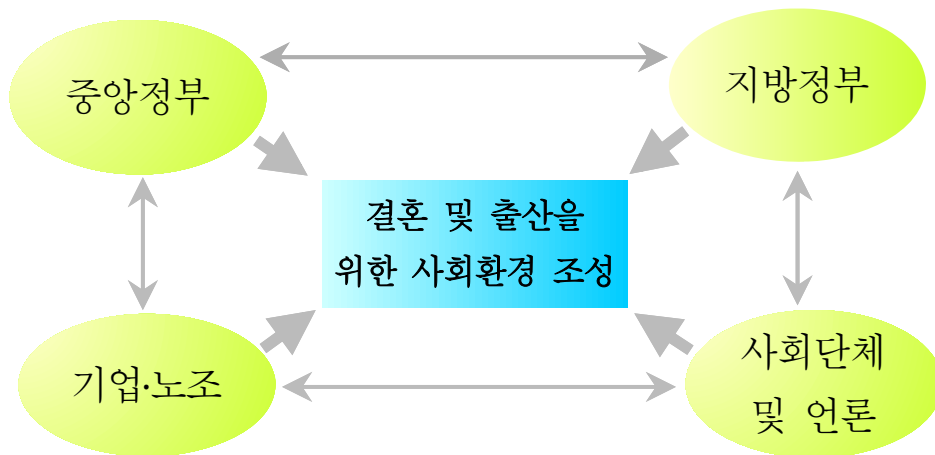 중앙정부
지방정부
결혼 및 출산을
위한 사회환경 조성
기업·노조
사회단체
및 언론